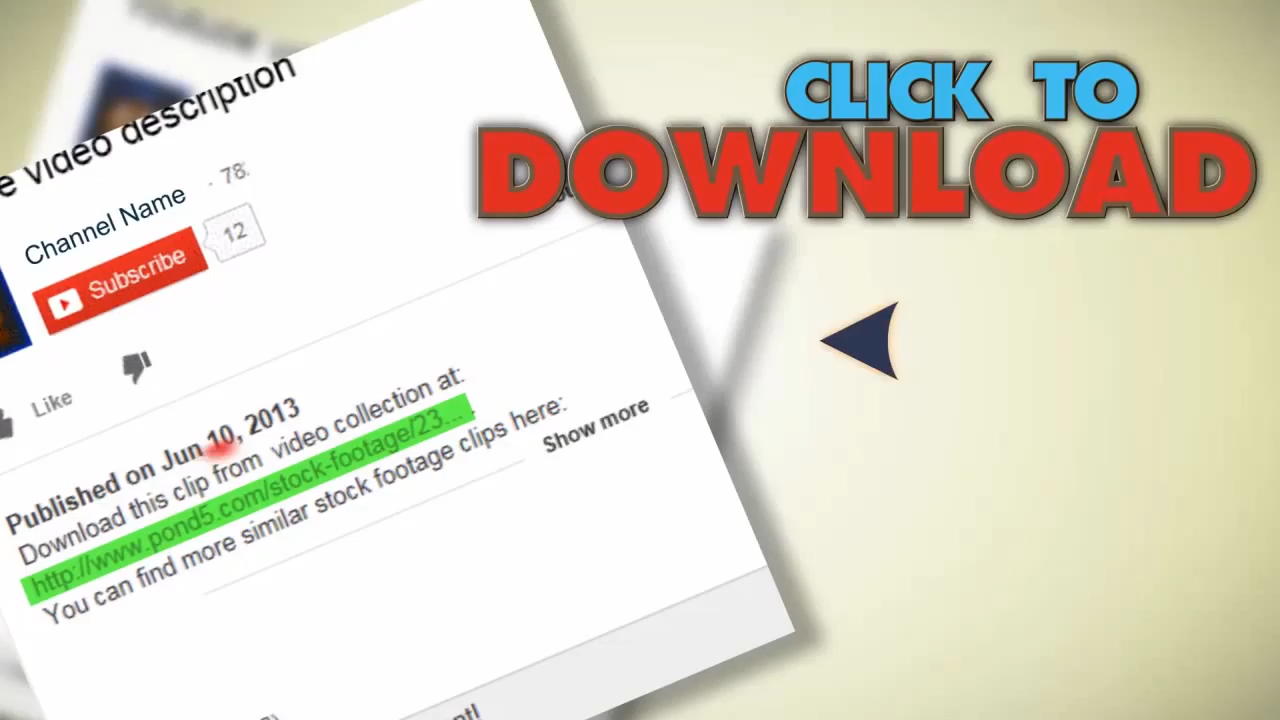 CLICK TO
DOWNLOAD
e video description
Channel Name
78
Subscribe
12
Like
Published on Jun 10, 2013
Download this clip from video collection at:
http://www.pond5.com/stock-footage/23...
You can find more similar stock footage clips here:
Show more